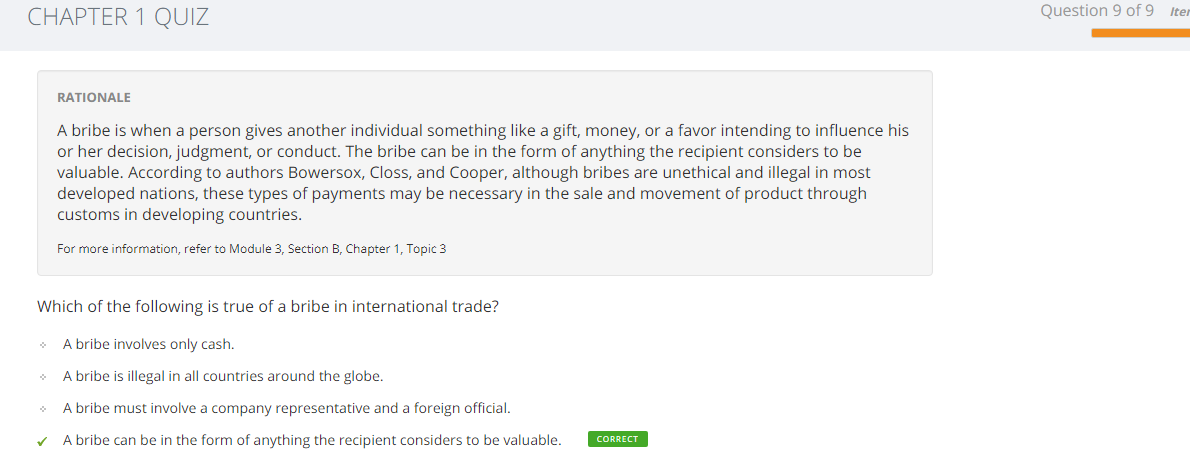 CHAPTER 1 QUIZ
Question 9 of 9
RATIONALE
A bribe is when a person gives another individual something like a gift, money, or a favor intending to influence his
or her decision, judgment, or conduct. The bribe can be in the form of anything the recipient considers to be
valuable. According to authors Bowersox, Closs, and Cooper, although bribes are unethical and illegal in most
developed nations, these types of payments may be necessary in the sale and movement of product through
customs in developing countries.
For more information, refer to Module 3, Section B, Chapter 1, Topic 3
Which of the following is true of a bribe in international trade?
A bribe involves only cash.
A bribe is illegal in all countries around the globe.
A bribe must involve a company representative and a foreign official.
A bribe can be in the form of anything the recipient considers to be valuable. CORRECT